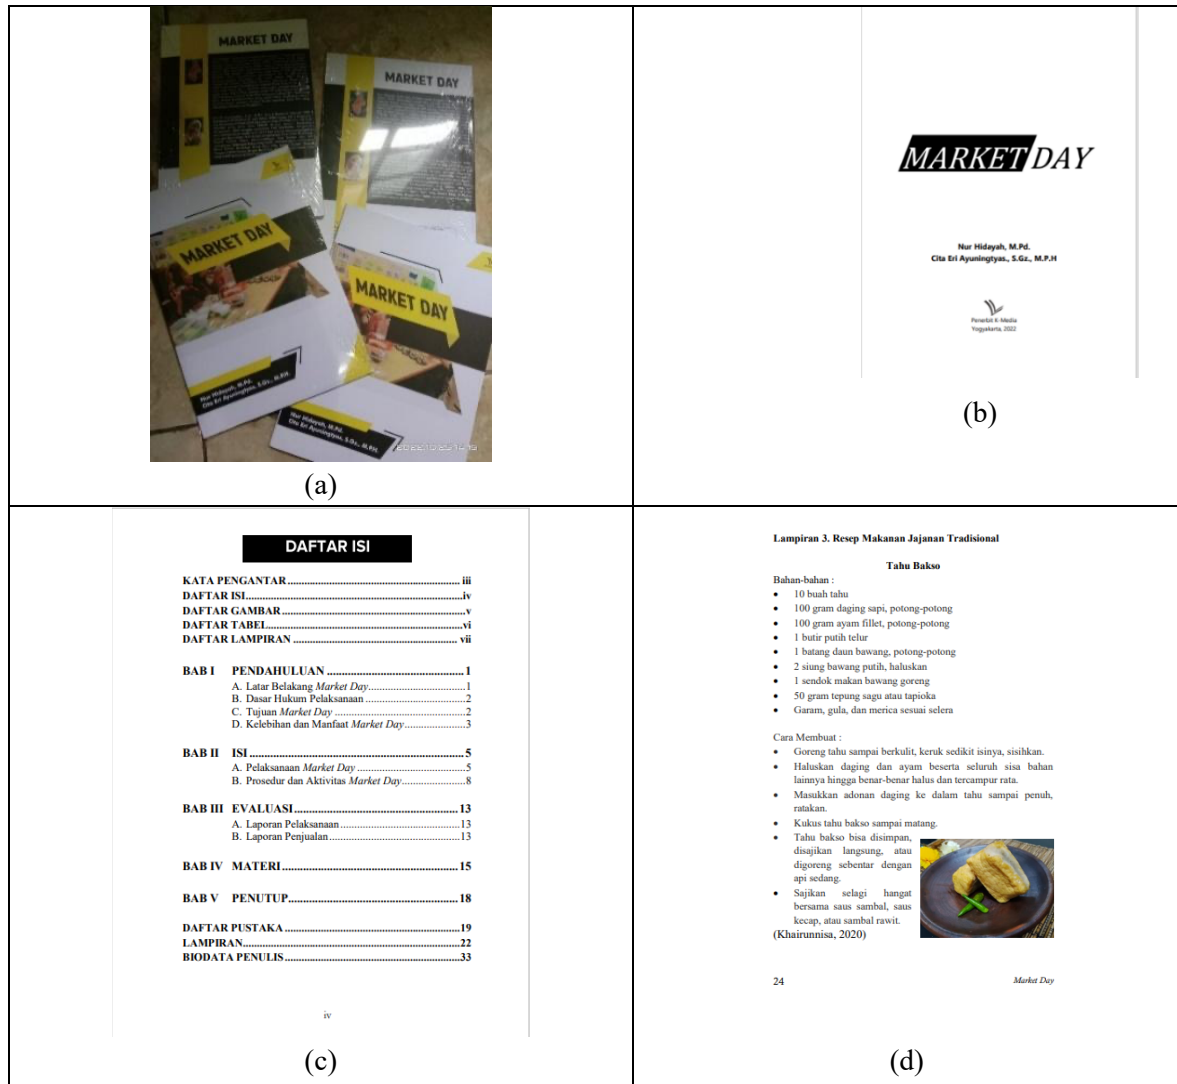 MARKET DAY
MARKET DAY
MARKET DAY
MARKET DAY
Nur Hidayah, M.Pd.
Cita Eri Ayuningtyas, S.Gz., M.P.H.
Nur Hidayah, M.Pd.
Cita Eri Ayuningtyas, S.Gz., M.P.H.
(a)
MARKET DAY
Nur Hidayah, M.Pd.
Cita Eri Ayuningtyas., S.Gz., M.P.H
Penerbit K-Media
Yogyakarta, 2022
(b)
DAFTAR ISI
KATA PENGANTAR iii
DAFTAR ISI iv
DAFTAR GAMBAR v
DAFTAR TABEL vi
DAFTAR LAMPIRAN vii
BAB I PENDAHULUAN 1
A. Latar Belakang Market Day 1
B. Dasar Hukum Pelaksanaan 2
C. Tujuan Market Day 2
D. Kelebihan dan Manfaat Market Day 3
BAB II ISI 5
A. Pelaksanaan Market Day 5
B. Prosedur dan Aktivitas Market Day 8
BAB III EVALUASI 13
A. Laporan Pelaksanaan 13
B. Laporan Penjualan 13
BAB IV MATERI 15
BAB V PENUTUP 18
DAFTAR PUSTAKA 19
LAMPIRAN 22
BIODATA PENULIS 33
iv
(c)
Lampiran 3. Resep Makanan Jajanan Tradisional
Tahu Bakso
Bahan-bahan :
• 10 buah tahu
• 100 gram daging sapi, potong-potong
• 100 gram ayam fillet, potong-potong
• 1 butir putih telur
• 1 batang daun bawang, potong-potong
• 2 siung bawang putih, haluskan
• 1 sendok makan bawang goreng
• 50 gram tepung sagu atau tapioka
• Garam, gula, dan merica sesuai selera
Cara Membuat :
• Goreng tahu sampai berkulit, keruk sedikit isinya, sisihkan.
• Haluskan daging dan ayam beserta seluruh sisa bahan
lainnya hingga benar-benar halus dan tercampur rata.
• Masukkan adonan daging ke dalam tahu sampai penuh,
ratakan.
• Kukus tahu bakso sampai matang.
• Tahu bakso bisa disimpan,
disajikan langsung, atau
digoreng sebentar dengan
api sedang.
• Sajikan selagi hangat
bersama saus sambal, saus
kecap, atau sambal rawit.
(Khairunnisa, 2020)
24
Market Day
(d)